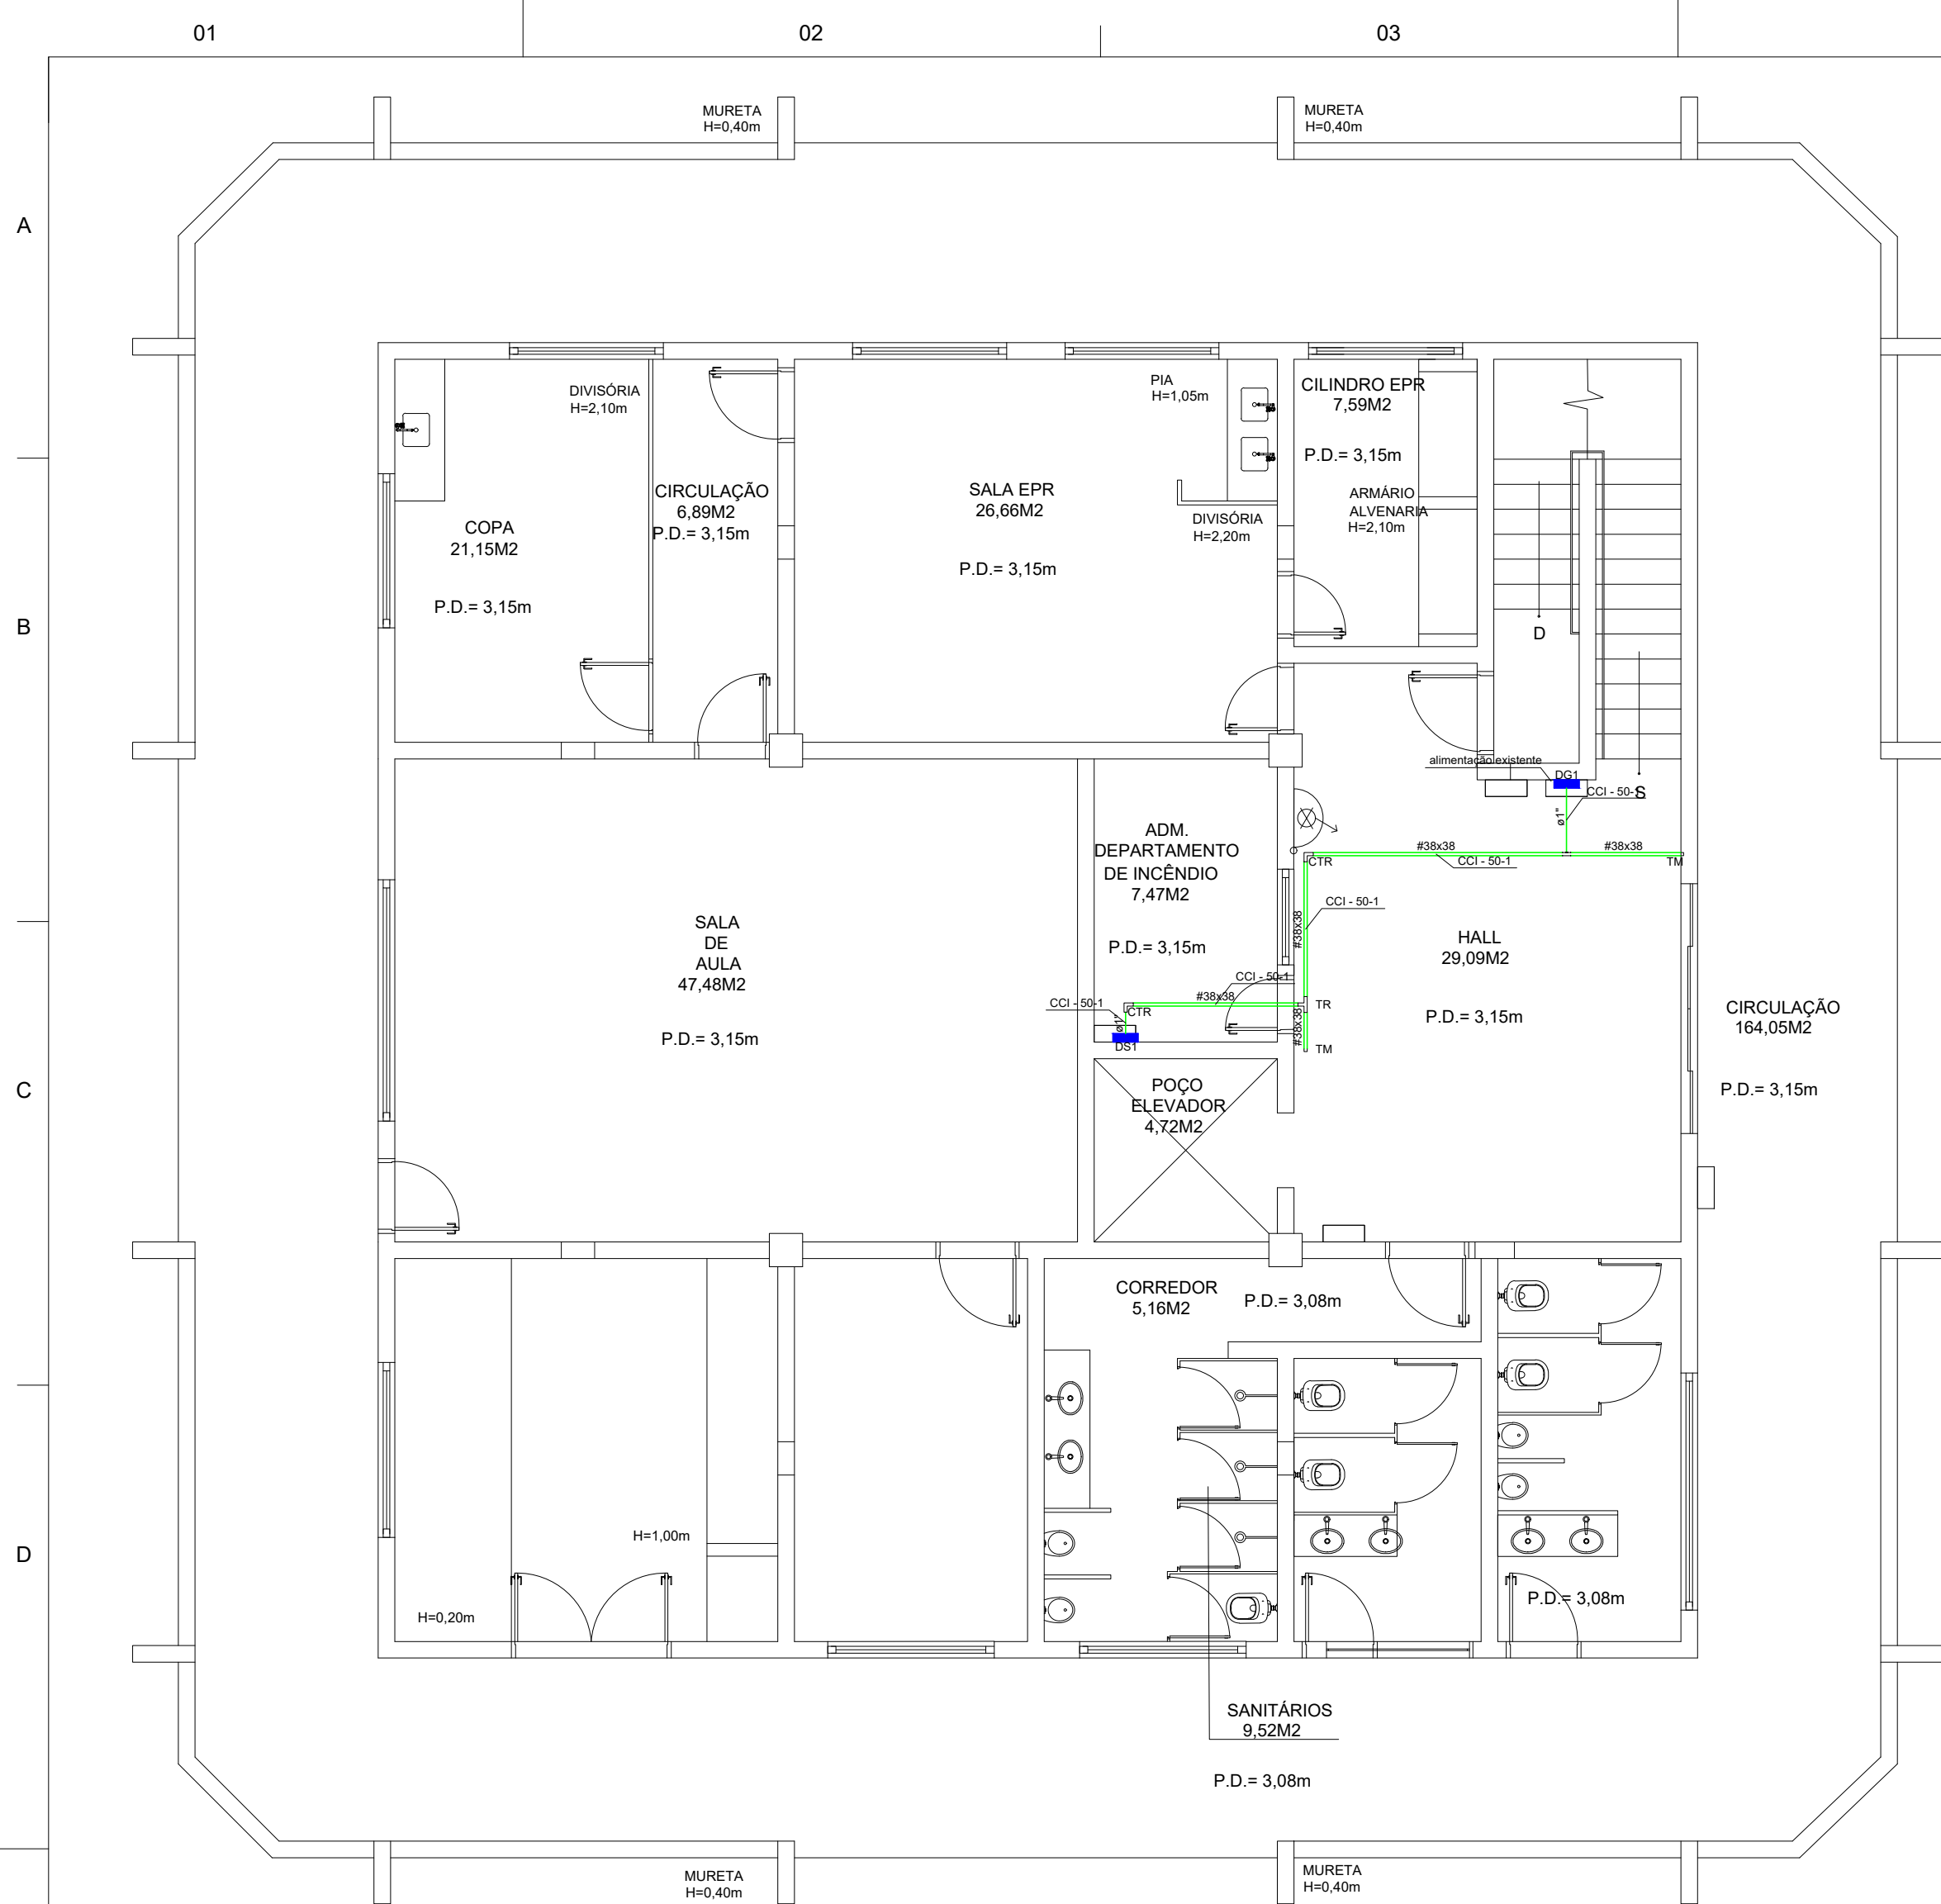 01
02
03
MURETA
H=0,40m
MURETA
H=0,40m
A
B
C
D
DIVISÓRIA
H=2,10m
PIA
H=1,05m
CILINDRO EPR
7,59M2
P.D.= 3,15m
CIRCULAÇÃO
6,89M2
P.D.= 3,15m
SALA EPR
26,66M2
P.D.= 3,15m
ARMÁRIO
ALVENARIA
H=2,10m
DIVISÓRIA
H=2,20m
COPA
21,15M2
P.D.= 3,15m
D
alimentação existente
DG1
CCI - 50-1
S
ø1"
#38x38
#38x38
CTR
CCI - 50-1
TM
ADM.
DEPARTAMENTO
DE INCÊNDIO
7,47M2
P.D.= 3,15m
CCI - 50-1
#38x38
SALA
DE
AULA
47,48M2
P.D.= 3,15m
HALL
29,09M2
P.D.= 3,15m
CCI - 50-1
#38x38
CCI - 50-1
CTR
TR
ø1"
#38x38
DS1
TM
CIRCULAÇÃO
164,05M2
P.D.= 3,15m
POÇO
ELEVADOR
4,72M2
CORREDOR
5,16M2
P.D.= 3,08m
H=1,00m
H=0,20m
P.D.= 3,08m
SANITÁRIOS
9,52M2
P.D.= 3,08m
MURETA
H=0,40m
MURETA
H=0,40m